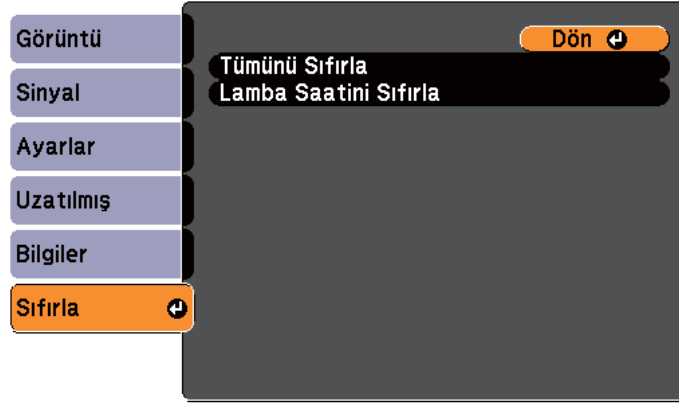 Görüntü
Sinyal
Ayarlar
Uzatılmış
Bilgiler
Sıfırla
Dön
Tümünü Sıfırla
Lamba Saatini Sıfırla